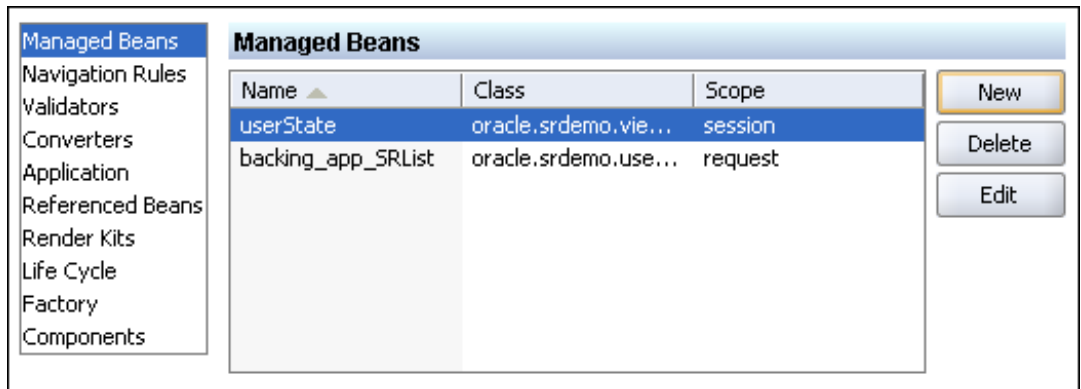 Managed Beans
Navigation Rules
Validators
Converters
Application
Referenced Beans
Render Kits
Life Cycle
Factory
Components
Managed Beans
Name Class Scope
userState oracle.srdemo.vie... session
backing_app_SRList oracle.srdemo.use... request
New
Delete
Edit